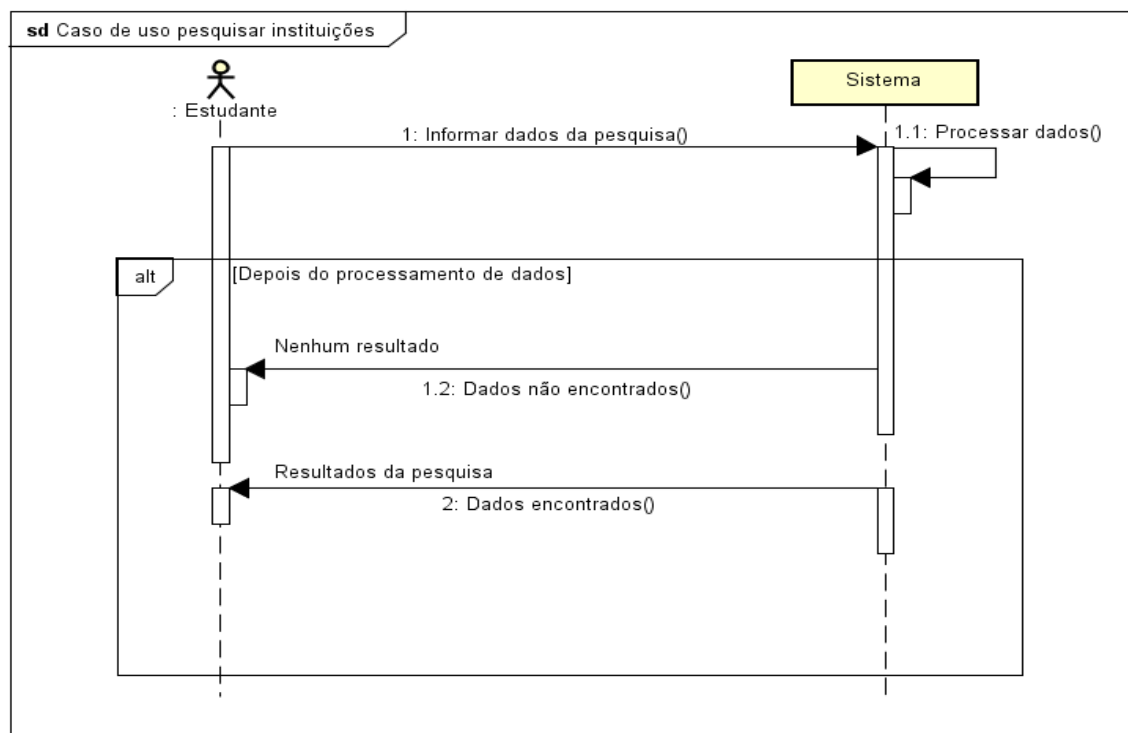 sd Caso de uso pesquisar instituições
: Estudante
Sistema
1: Informar dados da pesquisa()
1.1: Processar dados()
alt
[Depois do processamento de dados]
Nenhum resultado
1.2: Dados não encontrados()
Resultados da pesquisa
2: Dados encontrados()